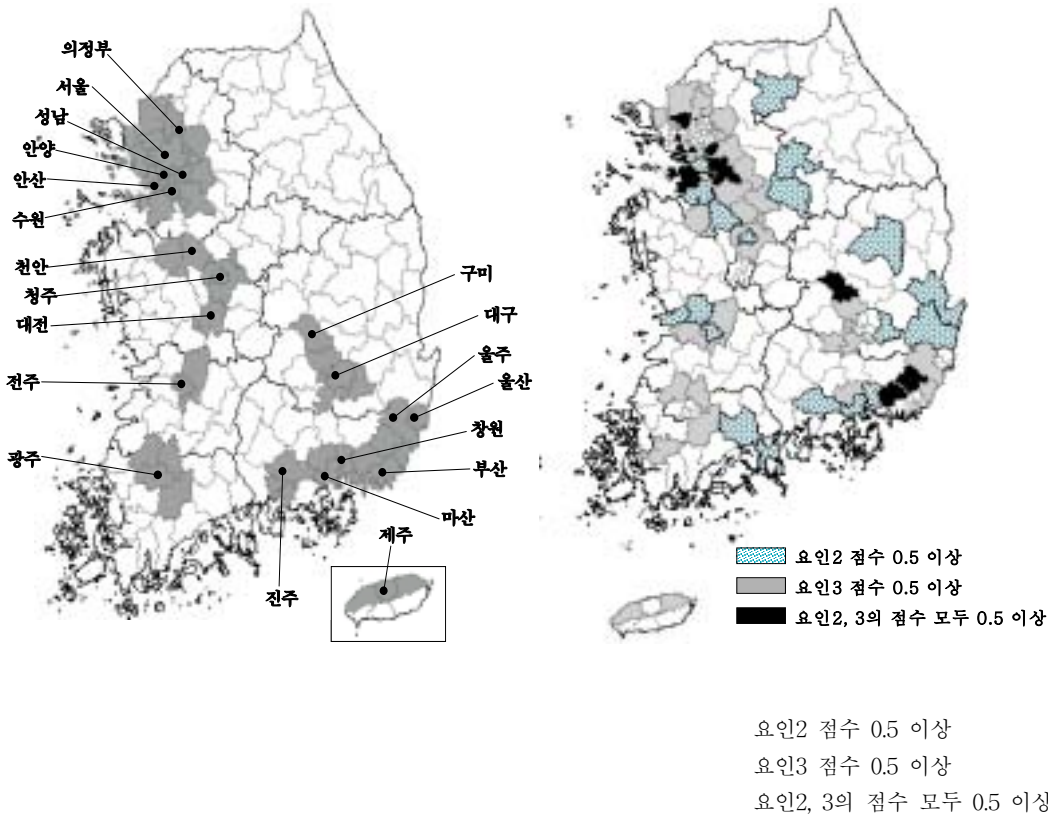 의정부
서울
성남
안양
안산
수원
천안
청주
대전
전주
광주
구미
대구
울주
울산
창원
부산
마산
진주
제주
요인2 점수 0.5 이상
요인3 점수 0.5 이상
요인2, 3의 점수 모두 0.5 이상
요인2 점수 0.5 이상
요인3 점수 0.5 이상
요인2, 3의 점수 모두 0.5 이상